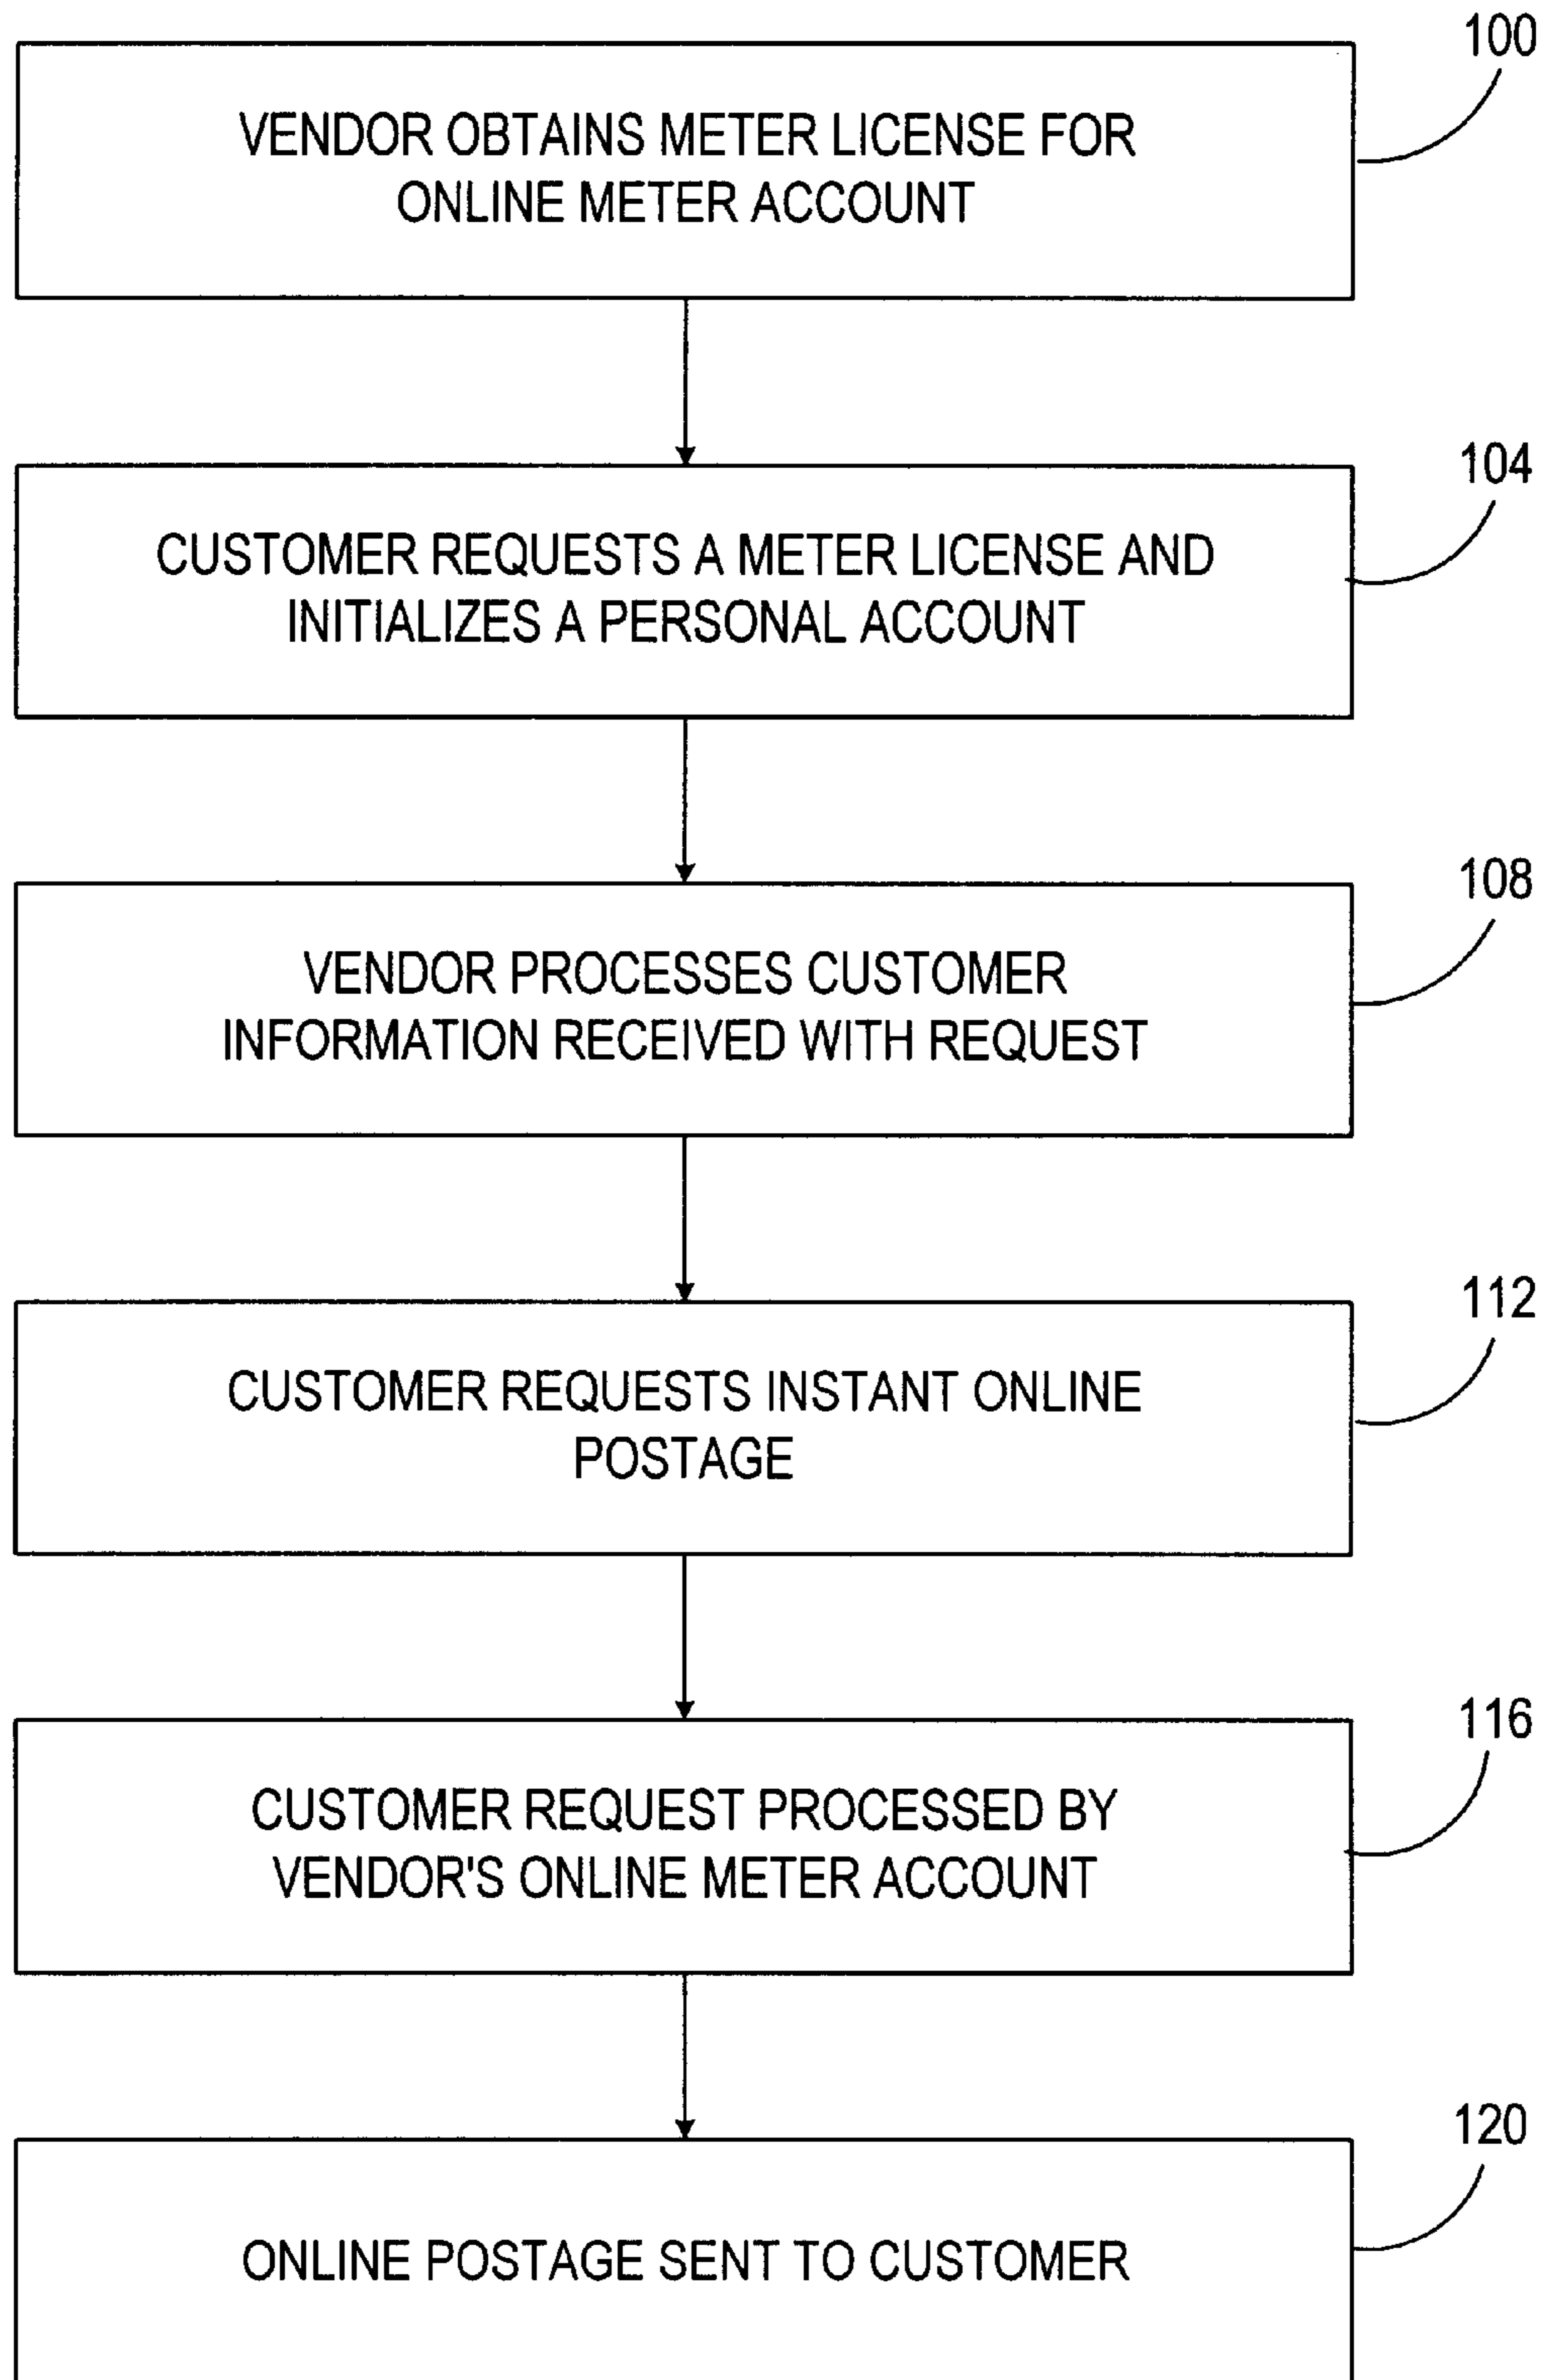 100
VENDOR OBTAINS METER LICENSE FOR
ONLINE METER ACCOUNT
104
CUSTOMER REQUESTS A METER LICENSE AND
INITIALIZES A PERSONAL ACCOUNT
108
VENDOR PROCESSES CUSTOMER
INFORMATION RECEIVED WITH REQUEST
112
CUSTOMER REQUESTS INSTANT ONLINE
POSTAGE
116
CUSTOMER REQUEST PROCESSED BY
VENDOR'S ONLINE METER ACCOUNT
120
ONLINE POSTAGE SENT TO CUSTOMER